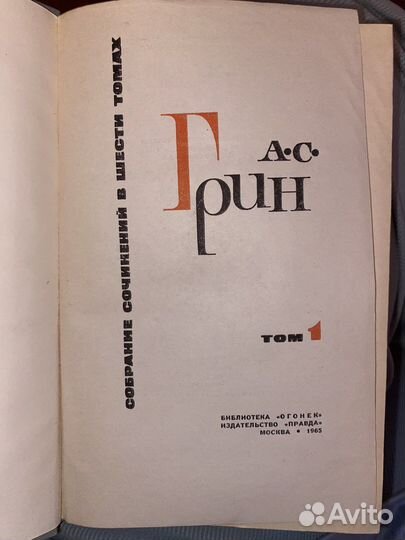 СОБРАНИЕ СОЧИНЕНИЙ В ШЕСТИ ТОМАХ
А·С·
Грин
ТОМ 1
БИБЛИОТЕКА «ОГОНЕК»
ИЗДАТЕЛЬСТВО «ПРАВДА»
МОСКВА • 1965
Avito